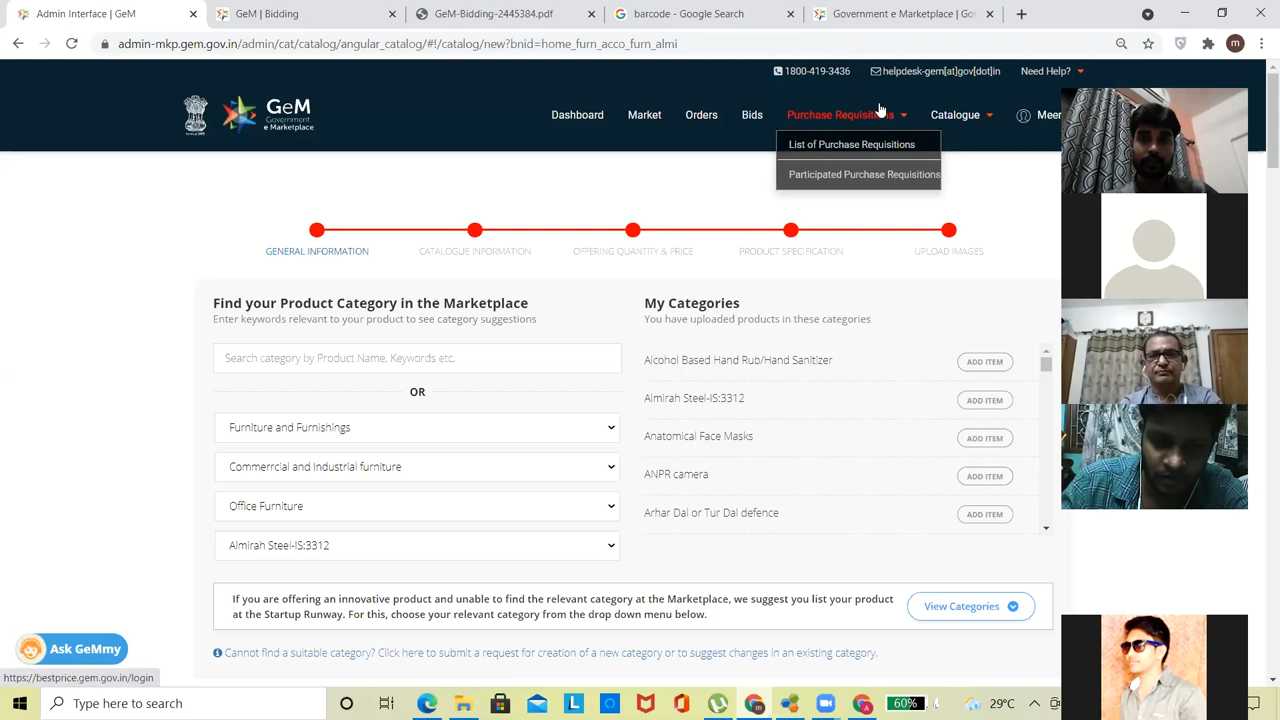 Admin Interface | GeM
GeM | Bidding
GeM-Bidding-2445384.pdf
barcode - Google Search
Government e Marketplace | Go
admin-mkp.gem.gov.in/admin/cat/catalog/angular_catalog/#!/catalog/new?bnid=home_furn_acco_furn_almi
1800-419-3436
helpdesk-gem[at]gov[dot]in
Need Help?
GeM
Government
e Marketplace
Dashboard
Market
Orders
Bids
Purchase Requisitions
Catalogue
Meer
List of Purchase Requisitions
Participated Purchase Requisitions
GENERAL INFORMATION
CATALOGUE INFORMATION
OFFERING QUANTITY & PRICE
PRODUCT SPECIFICATION
UPLOAD IMAGES
Find your Product Category in the Marketplace
Enter keywords relevant to your product to see category suggestions
Search category by Product Name, Keywords etc.
OR
Furniture and Furnishings
Commerrcial and Industrial furniture
Office Furniture
Almirah Steel-IS:3312
My Categories
You have uploaded products in these categories
Alcohol Based Hand Rub/Hand Sanitizer ADD ITEM
Almirah Steel-IS:3312 ADD ITEM
Anatomical Face Masks ADD ITEM
ANPR camera ADD ITEM
Arhar Dal or Tur Dal defence ADD ITEM
If you are offering an innovative product and unable to find the relevant category at the Marketplace, we suggest you list your product
at the Startup Runway. For this, choose your relevant category from the drop down menu below.
View Categories
Cannot find a suitable category? Click here to submit a request for creation of a new category or to suggest changes in an existing category.
Ask GeMmy
https://bestprice.gem.gov.in/login
Type here to search
60%
29°C